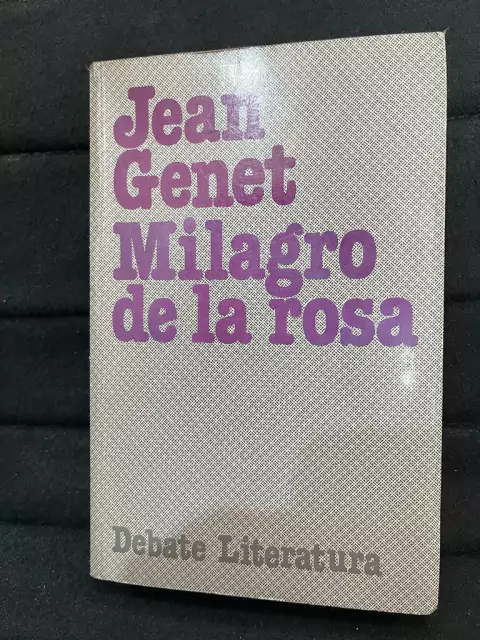 Jean
Genet
Milagro
de la rosa
Debate Literatura